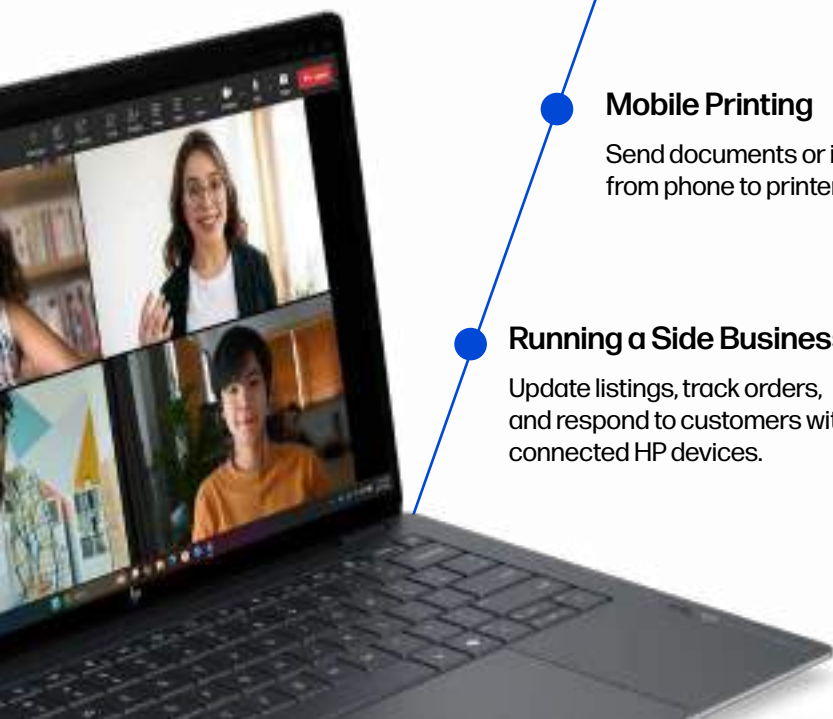 Mobile Printing
Send documents or i
from phone to printer
Running a Side Business
Update listings, track orders,
and respond to customers wit
connected HP devices.